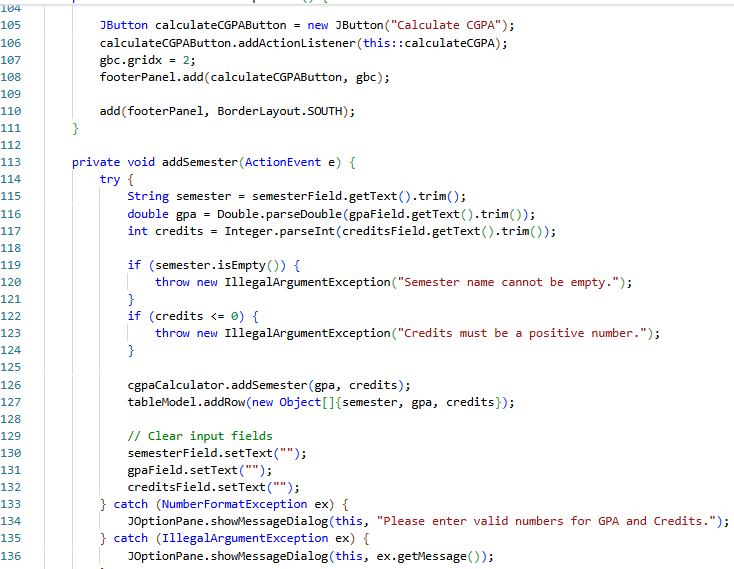 104
105 JButton calculateCGPAButton = new JButton("Calculate CGPA");
106 calculateCGPAButton.addActionListener(this::calculateCGPA);
107 gbc.gridx = 2;
108 footerPanel.add(calculateCGPAButton, gbc);
109
110 add(footerPanel, BorderLayout.SOUTH);
111 }
112
113 private void addSemester(ActionEvent e) {
114 try {
115 String semester = semesterField.getText().trim();
116 double gpa = Double.parseDouble(gpaField.getText().trim());
117 int credits = Integer.parseInt(creditsField.getText().trim());
118
119 if (semester.isEmpty()) {
120 throw new IllegalArgumentException("Semester name cannot be empty.");
121 }
122 if (credits <= 0) {
123 throw new IllegalArgumentException("Credits must be a positive number.");
124 }
125
126 cgpaCalculator.addSemester(gpa, credits);
127 tableModel.addRow(new Object[]{semester, gpa, credits});
128
129 // Clear input fields
130 semesterField.setText("");
131 gpaField.setText("");
132 creditsField.setText("");
133 } catch (NumberFormatException ex) {
134 JOptionPane.showMessageDialog(this, "Please enter valid numbers for GPA and Credits.");
135 } catch (IllegalArgumentException ex) {
136 JOptionPane.showMessageDialog(this, ex.getMessage());